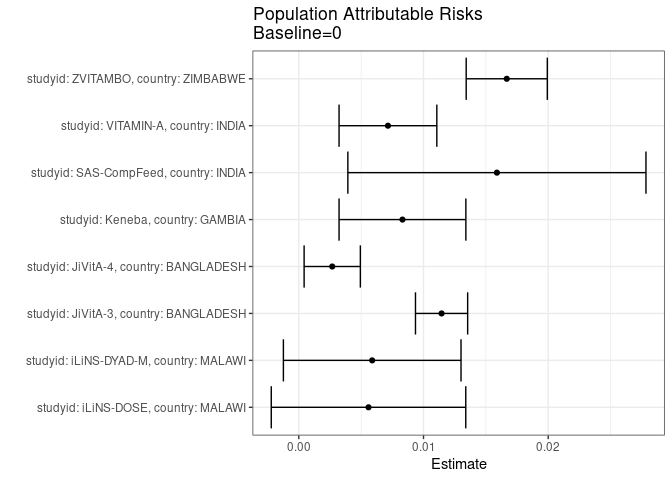 Population Attributable Risks
Baseline=0
studyid: ZVITAMBO, country: ZIMBABWE
studyid: VITAMIN-A, country: INDIA
studyid: SAS-CompFeed, country: INDIA
studyid: Keneba, country: GAMBIA
studyid: JiVitA-4, country: BANGLADESH
studyid: JiVitA-3, country: BANGLADESH
studyid: iLiNS-DYAD-M, country: MALAWI
studyid: iLiNS-DOSE, country: MALAWI
0.00 0.01 0.02
Estimate